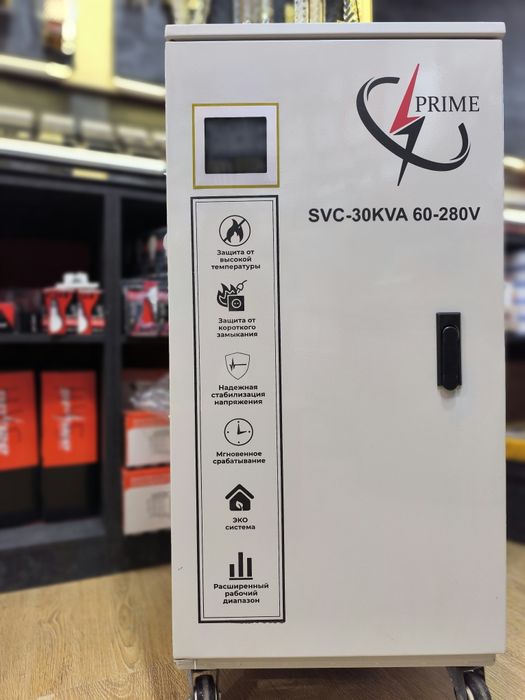 PRIME
SVC-30KVA 60-280V
Защита от
высокой
температуры
Защита от
короткого
замыкания
Надежная
стабилизация
напряжения
Мгновенное
срабатывание
ЭКО
система
Расширенный
рабочий
диапазон